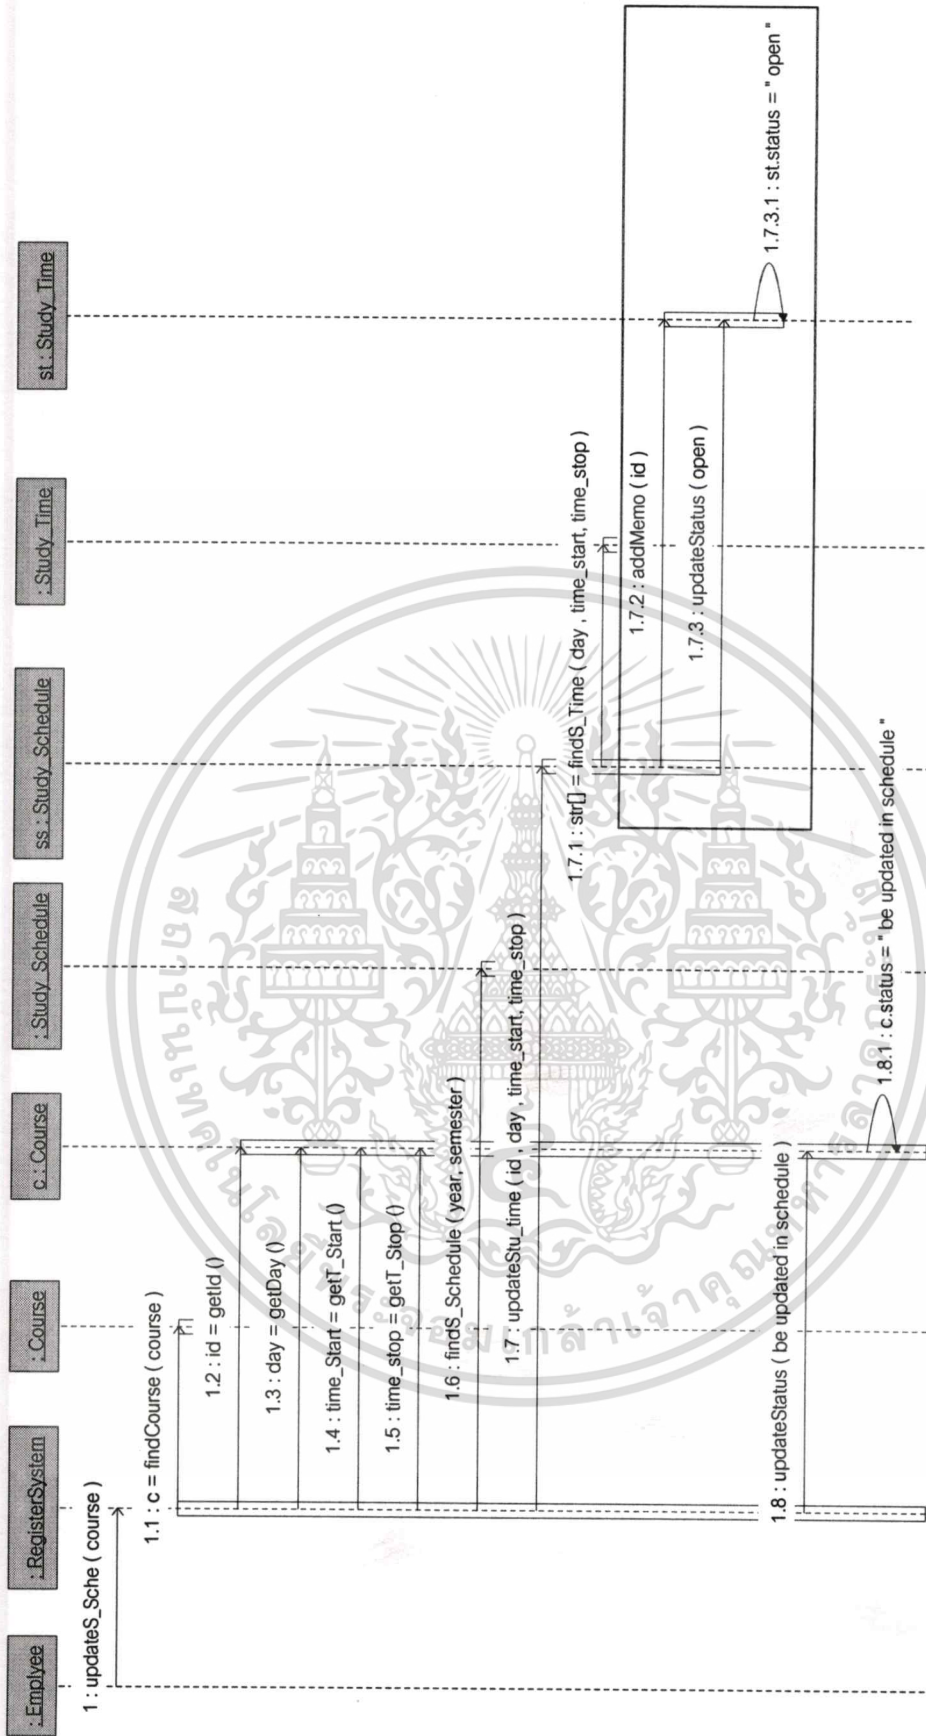 : Emplyee
: RegisterSystem
: Course
c : Course
: Study_Schedule
ss : Study_Schedule
: Study_Time
st : Study_Time
1 : updateS_Sche ( course )
1.1 : c = findCourse ( course )
1.2 : id = getId ()
1.3 : day = getDay ()
1.4 : time_Start = getT_Start ()
1.5 : time_stop = getT_Stop ()
1.6 : findS_Schedule ( year, semester )
1.7 : updateStu_time ( id , day , time_start, time_stop )
1.7.1 : str[] = findS_Time ( day , time_start, time_stop )
1.7.2 : addMemo ( id )
1.7.3 : updateStatus ( open )
1.7.3.1 : st.status = " open "
1.8 : updateStatus ( be updated in schedule )
1.8.1 : c.status = " be updated in schedule "